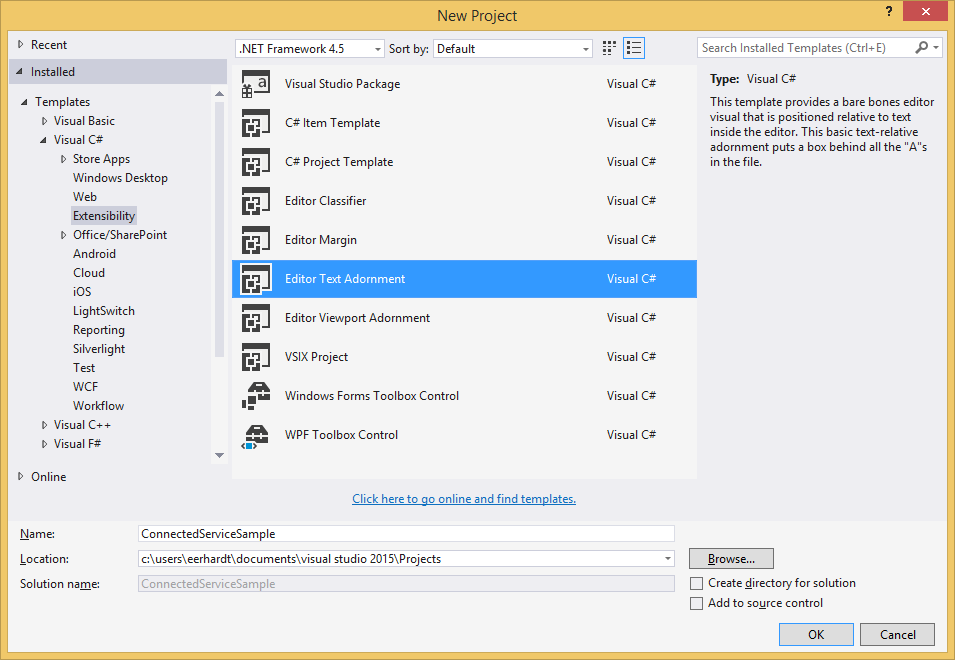 New Project
?
Recent
Installed
Templates
Visual Basic
Visual C#
Store Apps
Windows Desktop
Web
Extensibility
Office/SharePoint
Android
Cloud
iOS
LightSwitch
Reporting
Silverlight
Test
WCF
Workflow
Visual C++
Visual F#
Online
.NET Framework 4.5 Sort by: Default
Visual Studio Package Visual C#
C# Item Template Visual C#
C# Project Template Visual C#
Editor Classifier Visual C#
Editor Margin Visual C#
Editor Text Adornment Visual C#
Editor Viewport Adornment Visual C#
VSIX Project Visual C#
Windows Forms Toolbox Control Visual C#
WPF Toolbox Control Visual C#
Click here to go online and find templates.
Search Installed Templates (Ctrl+E)
Type: Visual C#
This template provides a bare bones editor
visual that is positioned relative to text
inside the editor. This basic text-relative
adornment puts a box behind all the "A"s
in the file.
Name: ConnectedServiceSample
Location: c:\users\eerhardt\documents\visual studio 2015\Projects Browse...
Solution name: ConnectedServiceSample
Create directory for solution
Add to source control
OK Cancel